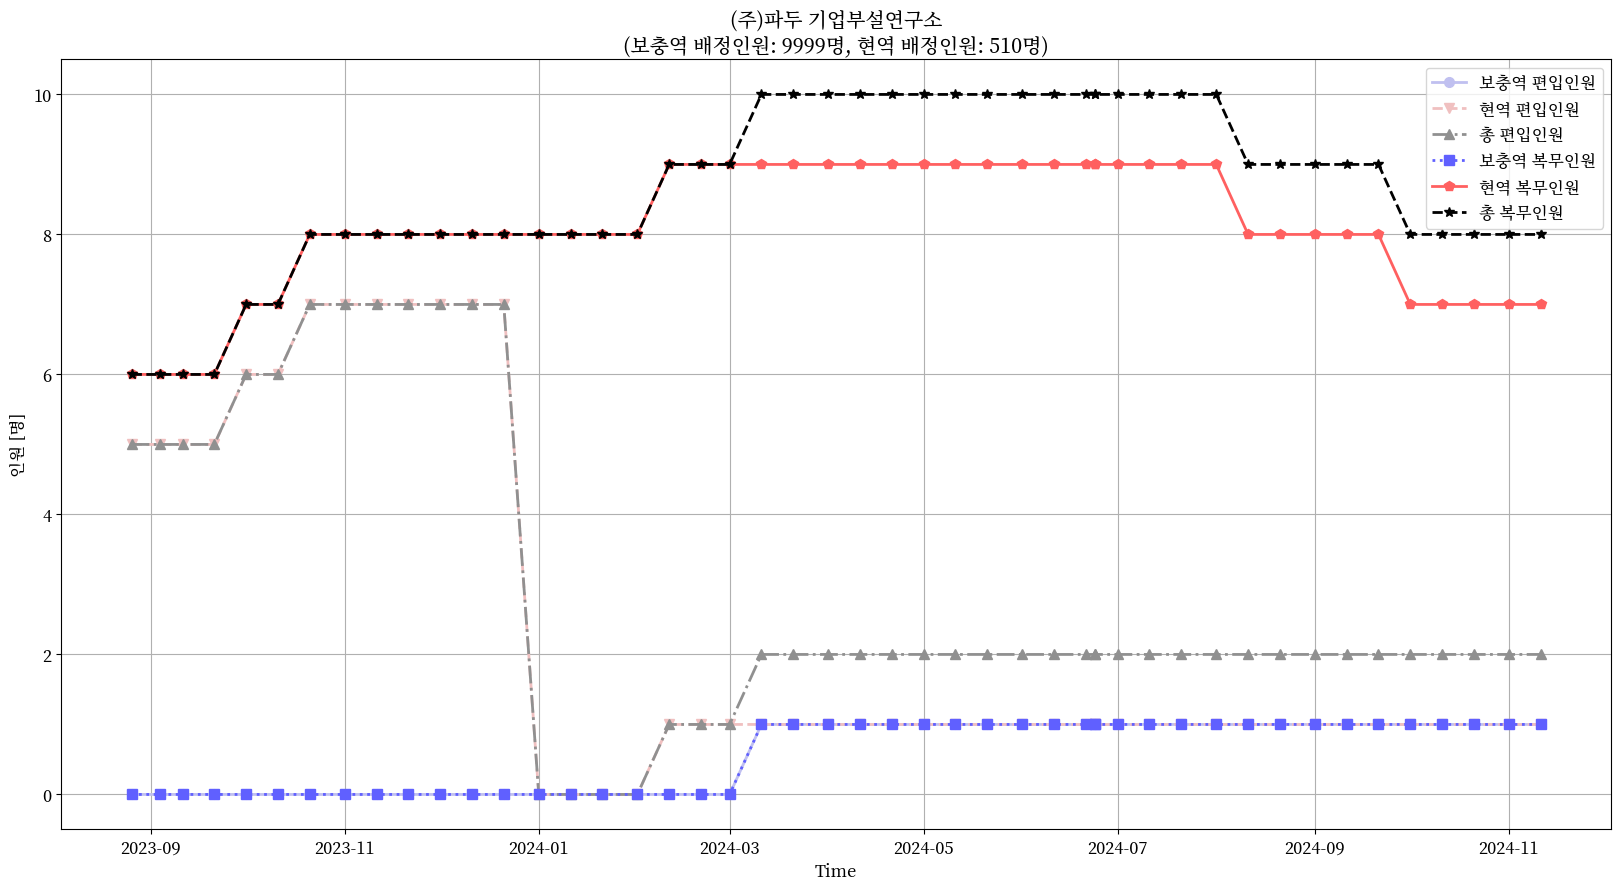 (주)파두 기업부설연구소
(보충역 배정인원: 9999명, 현역 배정인원: 510명)
보충역 편입인원
현역 편입인원
총 편입인원
보충역 복무인원
현역 복무인원
총 복무인원
인원 [명]
10
8
6
4
2
0
2023-09
2023-11
2024-01
2024-03
2024-05
2024-07
2024-09
2024-11
Time